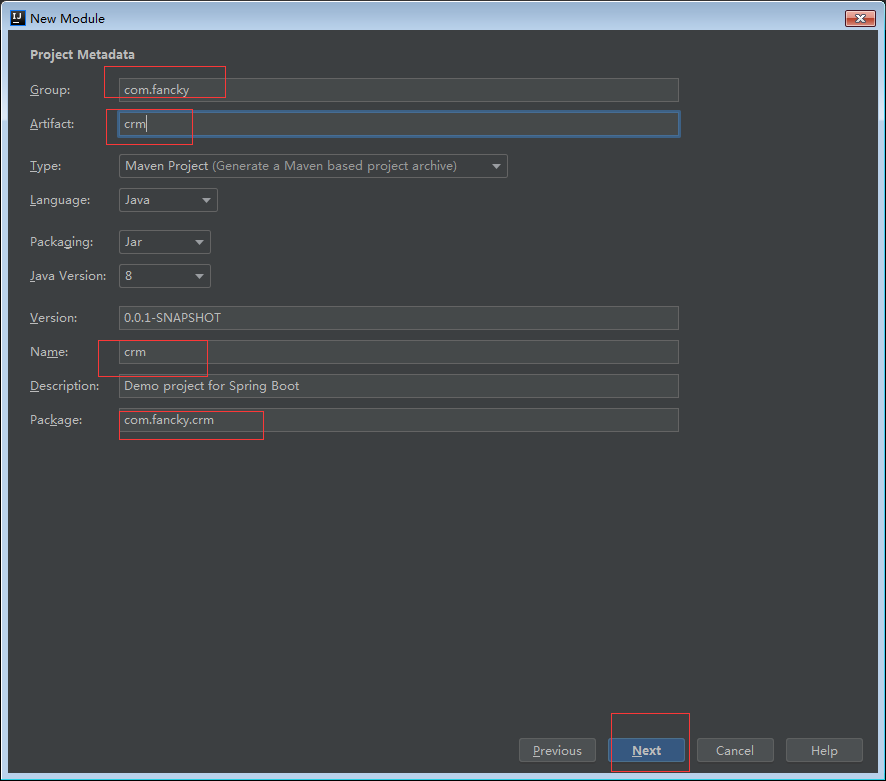 New Module
Project Metadata
Group: com.fancky
Artifact: crm
Type: Maven Project (Generate a Maven based project archive)
Language: Java
Packaging: Jar
Java Version: 8
Version: 0.0.1-SNAPSHOT
Name: crm
Description: Demo project for Spring Boot
Package: com.fancky.crm
Previous Next Cancel Help